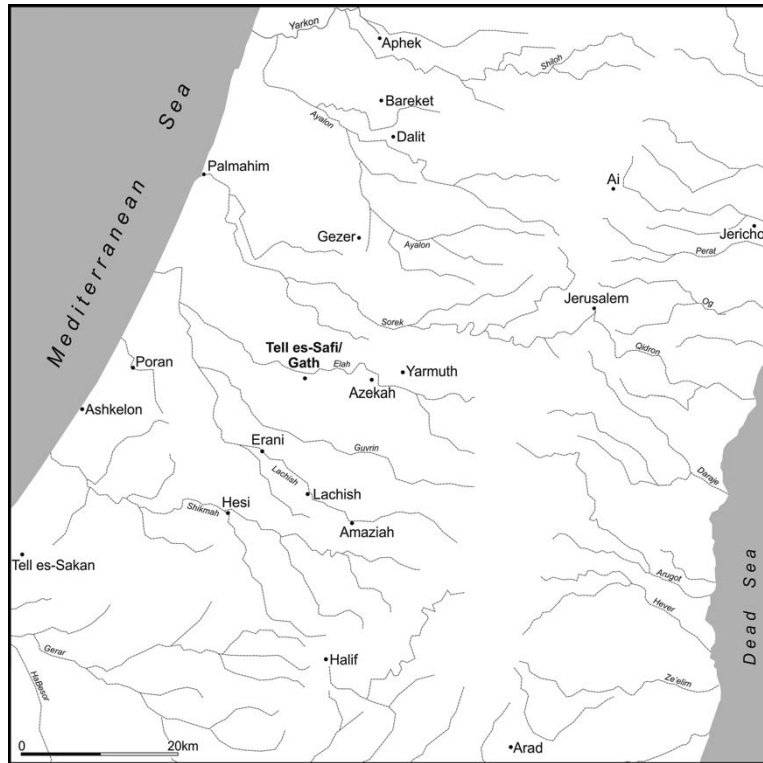 Yarkon
Aphek
Shiloh
Bareket
Ayalon
Dalit
Mediterranean Sea
Palmahim
Ai
Jericho
Gezer
Ayalon
Perat
Jerusalem
Og
Sorek
Qidron
Tell es-Safi/
Gath
Elah
Yarmuth
Poran
Azekah
Ashkelon
Erani
Guvrin
Lachish
Daraje
Lachish
Hesi
Shikmah
Amaziah
Tell es-Sakan
Arugot
Hever
Dead Sea
Gerar
Halif
HaBesor
Ze'elim
0 20km
Arad